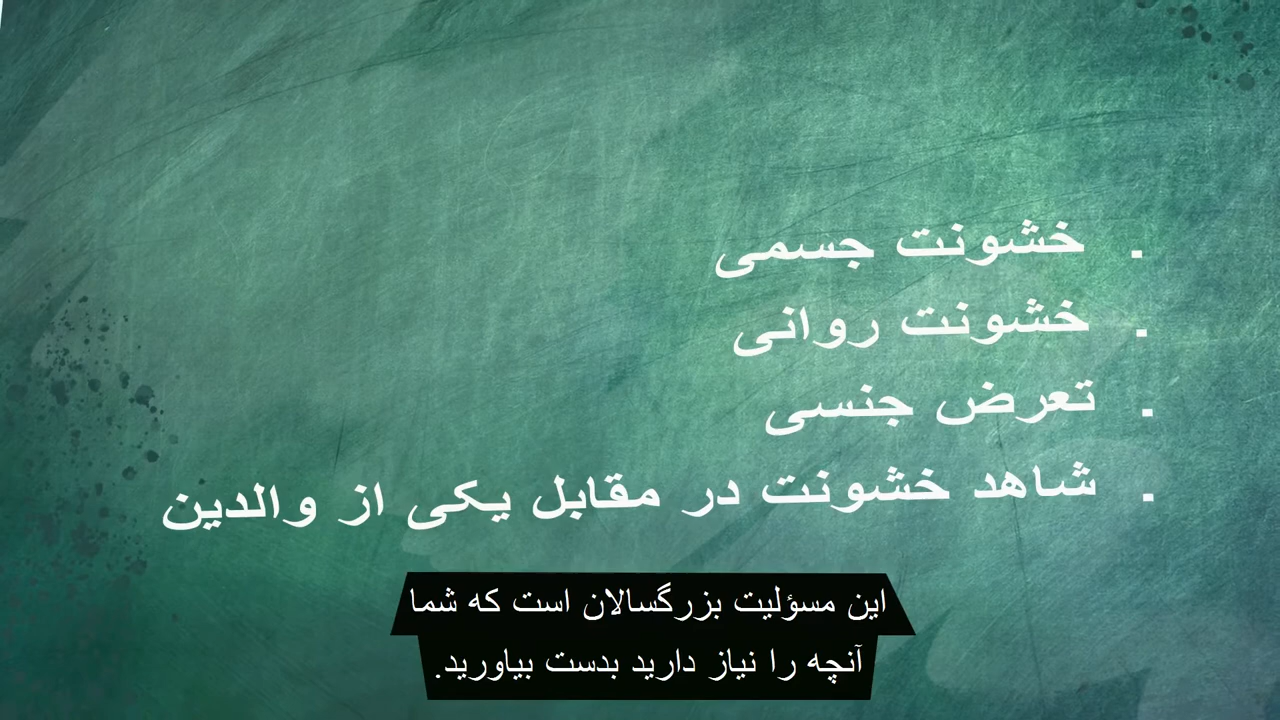 . خشونت جسمی
. خشونت روانی
. تعرض جنسی
. شاهد خشونت در مقابل یکی از والدین
این مسؤلیت بزرگسالان است که شما
آنچه را نیاز دارید بدست بیاورید.